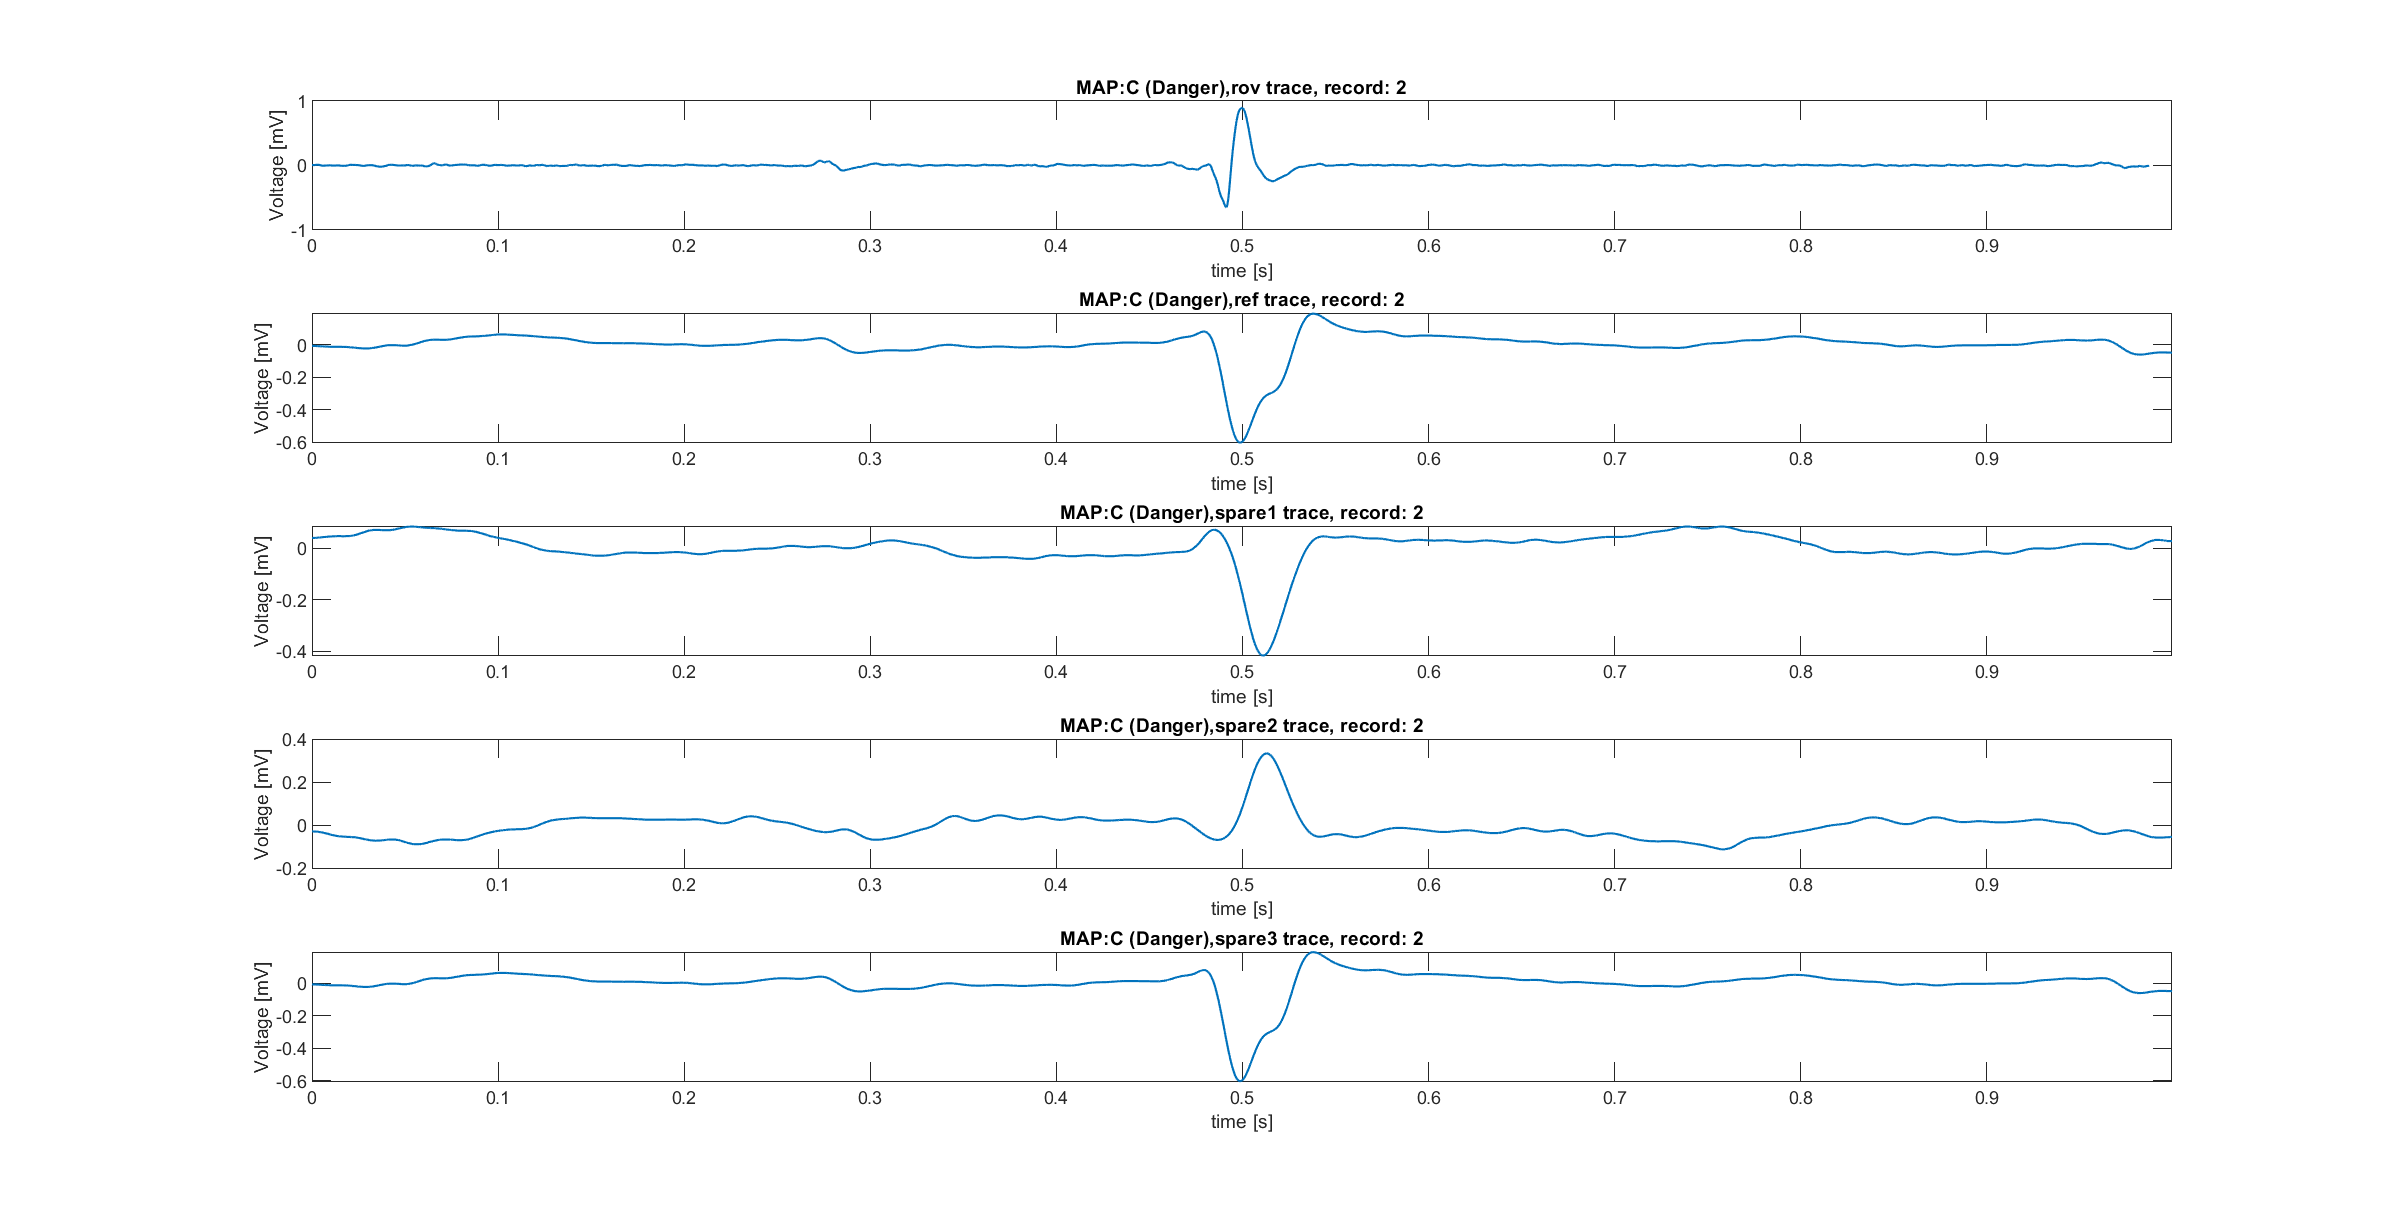 MAP:C (Danger),rov trace, record: 2
Voltage [mV]
1
0
-1
0 0.1 0.2 0.3 0.4 0.5 0.6 0.7 0.8 0.9
time [s]
MAP:C (Danger),ref trace, record: 2
Voltage [mV]
0
-0.2
-0.4
-0.6
0 0.1 0.2 0.3 0.4 0.5 0.6 0.7 0.8 0.9
time [s]
MAP:C (Danger),spare1 trace, record: 2
Voltage [mV]
0
-0.2
-0.4
0 0.1 0.2 0.3 0.4 0.5 0.6 0.7 0.8 0.9
time [s]
MAP:C (Danger),spare2 trace, record: 2
Voltage [mV]
0.4
0.2
0
-0.2
0 0.1 0.2 0.3 0.4 0.5 0.6 0.7 0.8 0.9
time [s]
MAP:C (Danger),spare3 trace, record: 2
Voltage [mV]
0
-0.2
-0.4
-0.6
0 0.1 0.2 0.3 0.4 0.5 0.6 0.7 0.8 0.9
time [s]